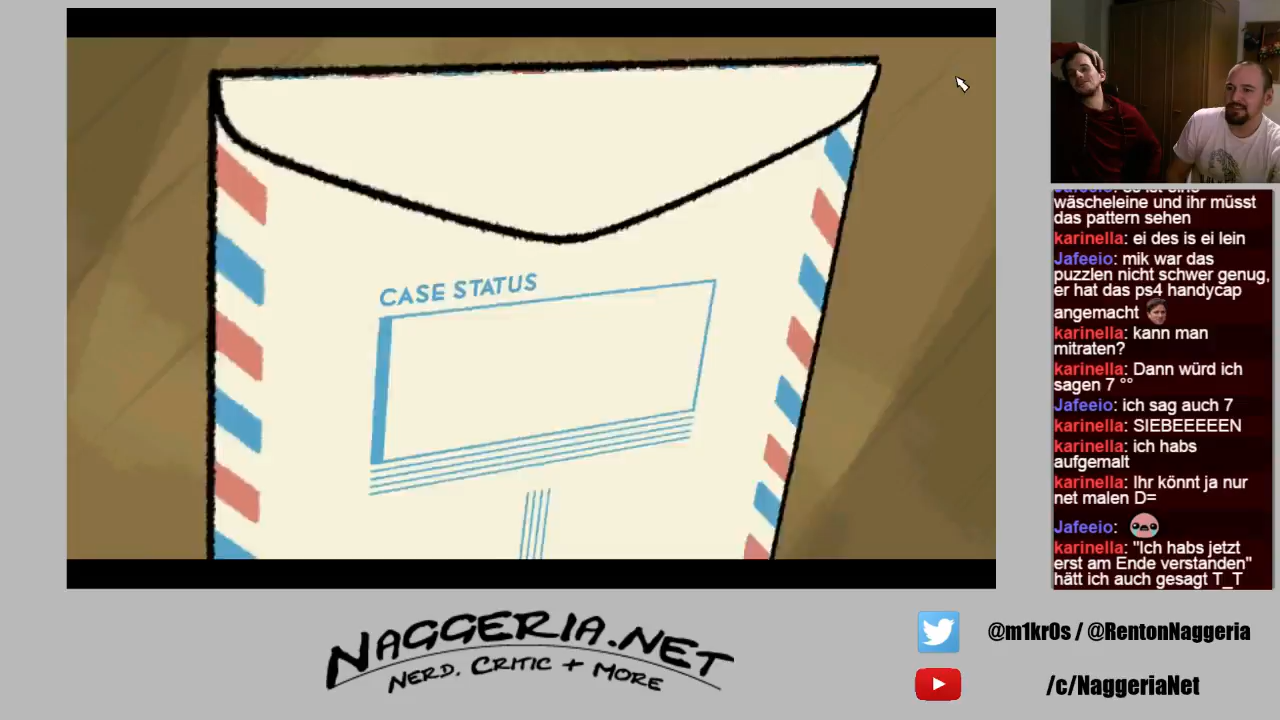 CASE STATUS
Jafeeio: es ist eine
wäscheleine und ihr müsst
das pattern sehen
karinella: ei des is ei lein
Jafeeio: mik war das
puzzlen nicht schwer genug,
er hat das ps4 handycap
angemacht
karinella: kann man
mitraten?
karinella: Dann würd ich
sagen 7 °°
Jafeeio: ich sag auch 7
karinella: SIEBEEEEEN
karinella: ich habs
aufgemalt
karinella: Ihr könnt ja nur
net malen D=
Jafeeio:
karinella: "Ich habs jetzt
erst am Ende verstanden"
hätt ich auch gesagt T_T
NAGGERIA.NET
NERD, CRITIC + MORE
@m1kr0s / @RentonNaggeria
/c/NaggeriaNet